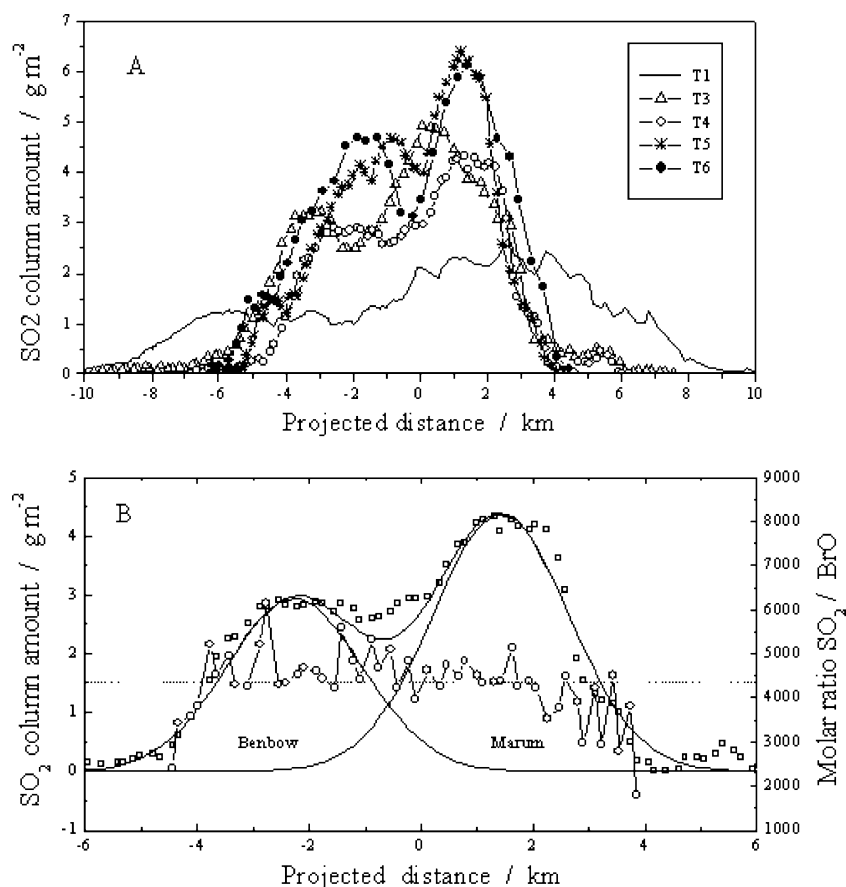 A
SO2 column amount / g m-2
7
6
5
4
3
2
1
0
-10 -8 -6 -4 -2 0 2 4 6 8 10
Projected distance / km
T1
T3
T4
T5
T6
B
SO2 column amount / g m-2
5
4
3
2
1
0
-1
-6 -4 -2 0 2 4 6
Projected distance / km
Benbow
Marum
9000
8000
7000
6000
5000
4000
3000
2000
1000
Molar ratio SO2 / BrO